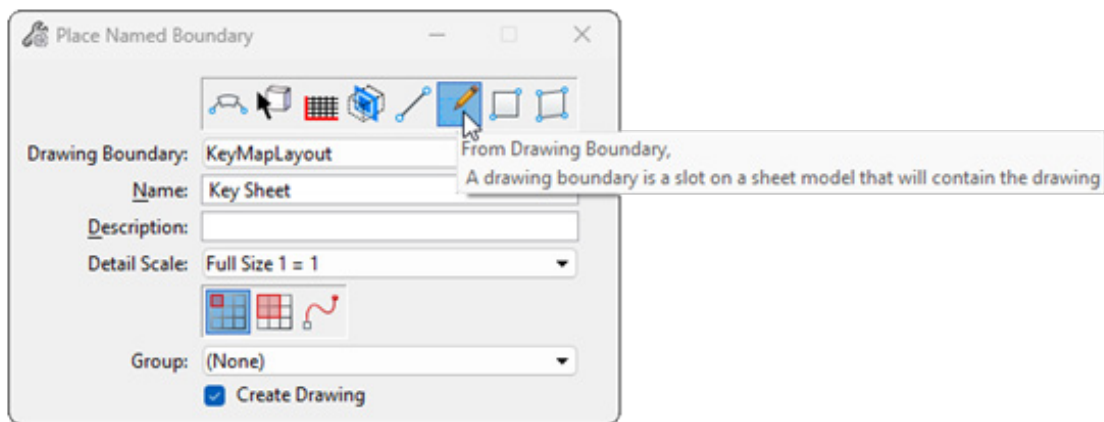 Place Named Boundary
Drawing Boundary: KeyMapLayout
From Drawing Boundary,
A drawing boundary is a slot on a sheet model that will contain the drawing
Name: Key Sheet
Description:
Detail Scale: Full Size 1 = 1
Group: (None)
Create Drawing